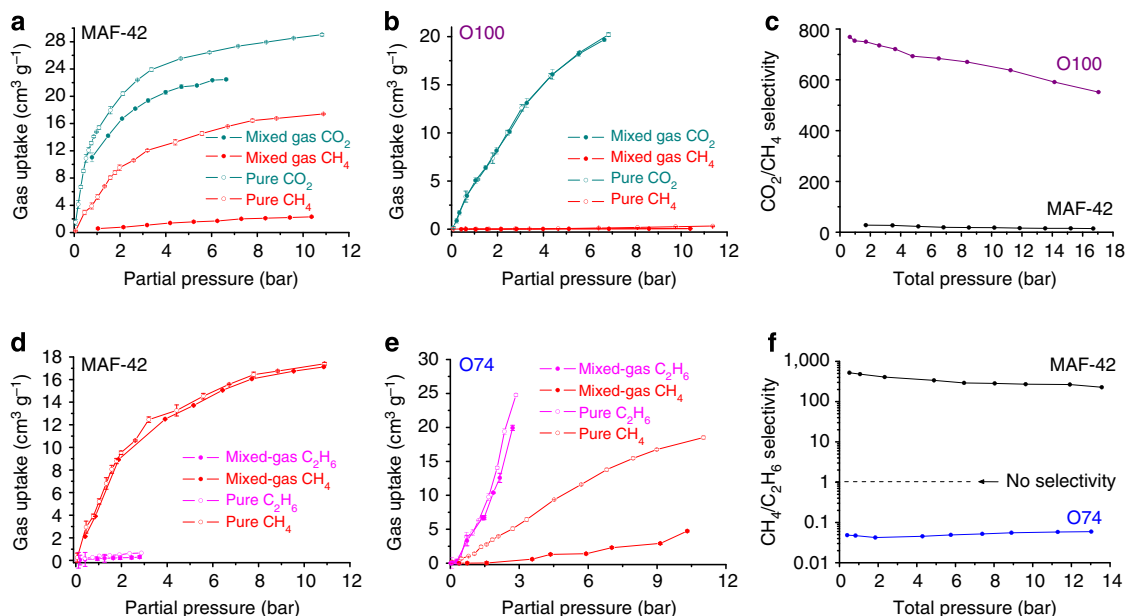 a
MAF-42
28
24
20
16
12
8
4
0
Gas uptake (cm³ g⁻¹)
Mixed gas CO₂
Mixed gas CH₄
Pure CO₂
Pure CH₄
0 2 4 6 8 10 12
Partial pressure (bar)
b
O100
20
15
10
5
0
Gas uptake (cm³ g⁻¹)
Mixed gas CO₂
Mixed gas CH₄
Pure CO₂
Pure CH₄
0 2 4 6 8 10 12
Partial pressure (bar)
c
800
600
400
200
0
CO₂/CH₄ selectivity
O100
MAF-42
0 2 4 6 8 10 12 14 16 18
Total pressure (bar)
d
MAF-42
18
16
14
12
10
8
6
4
2
0
Gas uptake (cm³ g⁻¹)
Mixed-gas C₂H₆
Mixed-gas CH₄
Pure C₂H₆
Pure CH₄
0 2 4 6 8 10 12
Partial pressure (bar)
e
O74
30
25
20
15
10
5
0
Gas uptake (cm³ g⁻¹)
Mixed-gas C₂H₆
Mixed-gas CH₄
Pure C₂H₆
Pure CH₄
0 3 6 9 12
Partial pressure (bar)
f
1,000
100
10
1
0.1
0.01
CH₄/C₂H₆ selectivity
MAF-42
No selectivity
O74
0 2 4 6 8 10 12 14
Total pressure (bar)